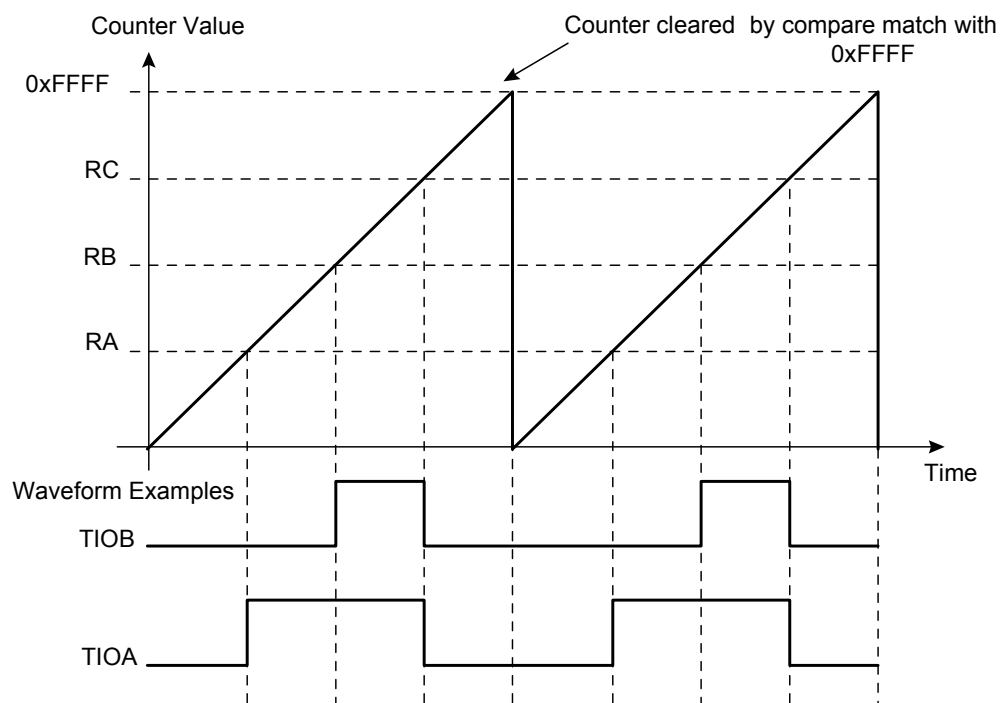 Counter Value
Counter cleared by compare match with
0xFFFF
0xFFFF
RC
RB
RA
Time
Waveform Examples
TIOB
TIOA